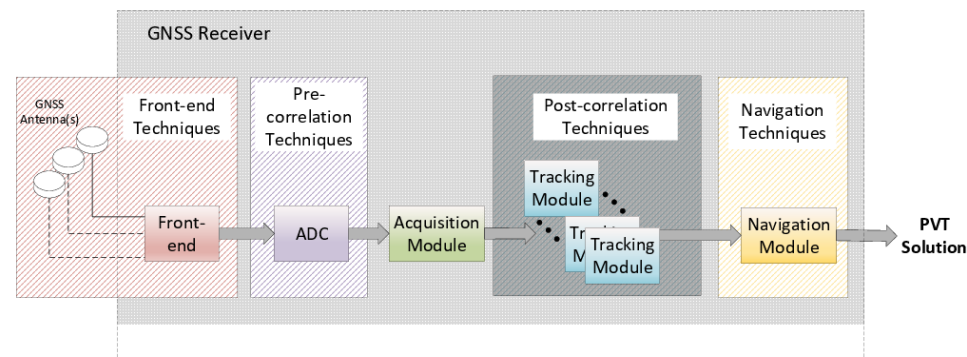 GNSS Receiver
GNSS
Antenna(s)
Front-end
Techniques
Pre-
correlation
Techniques
Post-correlation
Techniques
Navigation
Techniques
Front-
end
ADC
Acquisition
Module
Tracking
Module
Tracking
Module
Navigation
Module
PVT
Solution